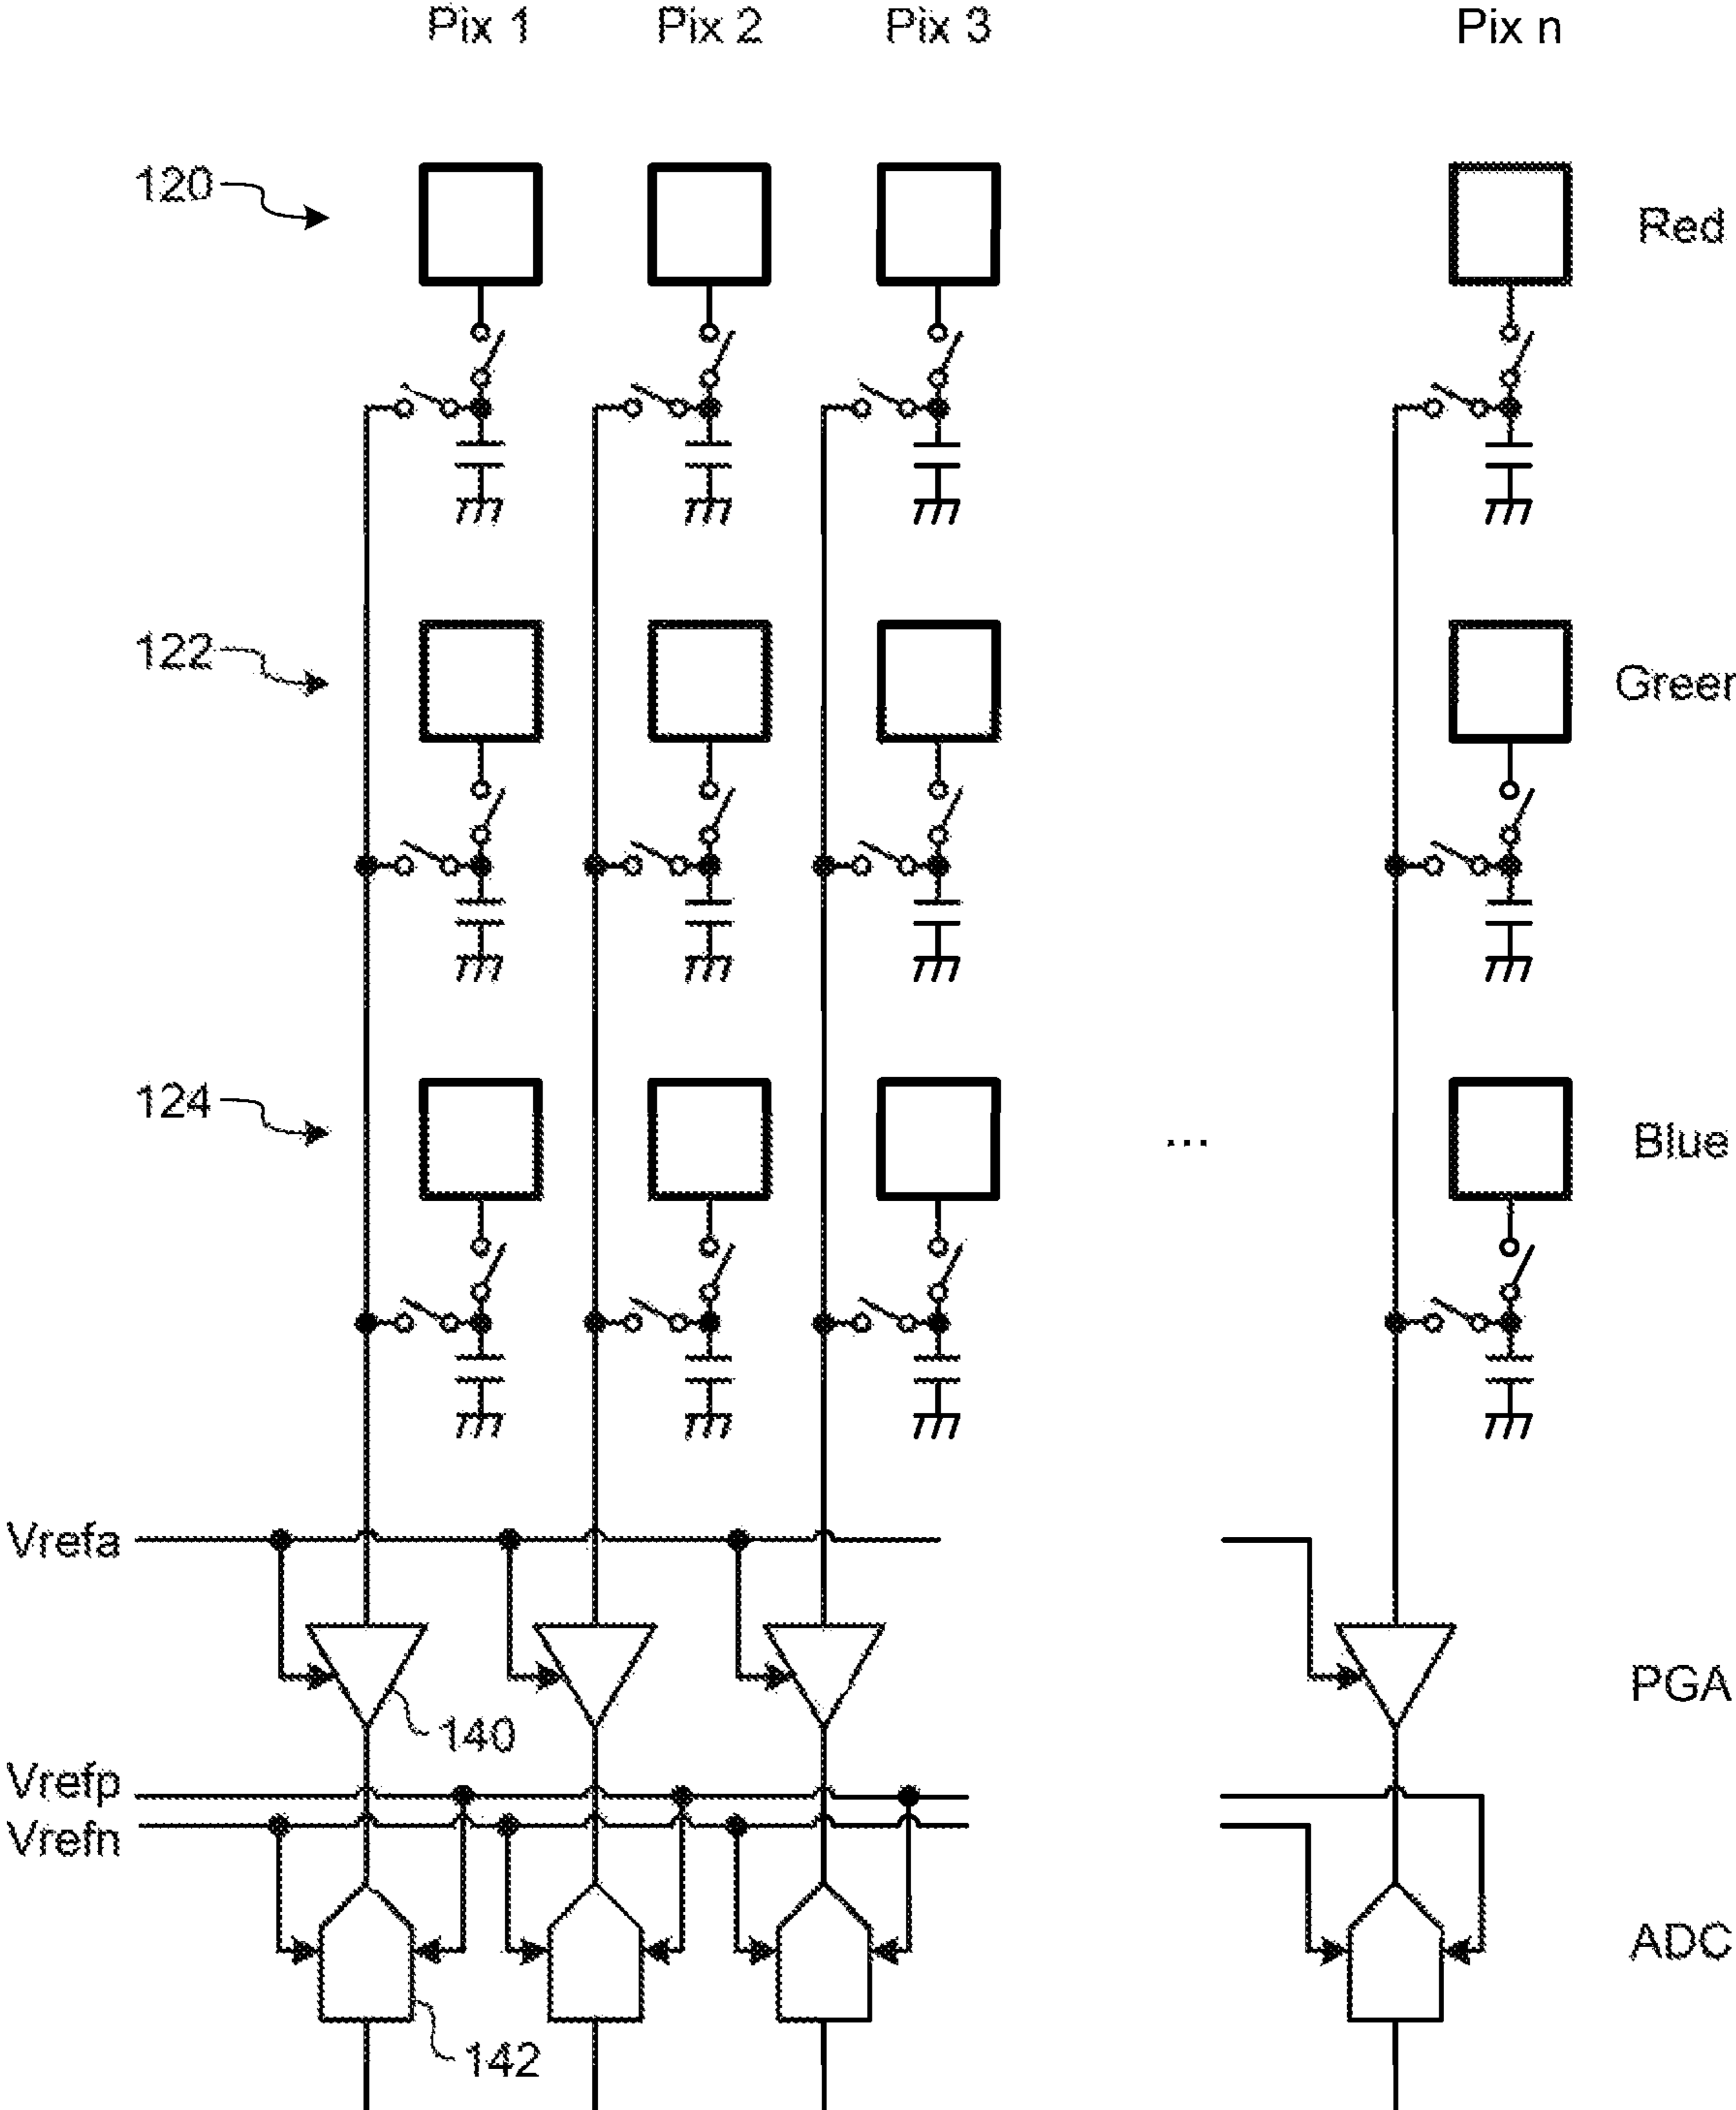 Pix 1 Pix 2 Pix 3 Pix n
120 Red
122 Greer
124 ... Blue
Vrefa
PGA
140
Vrefp
Vrefn
ADC
142